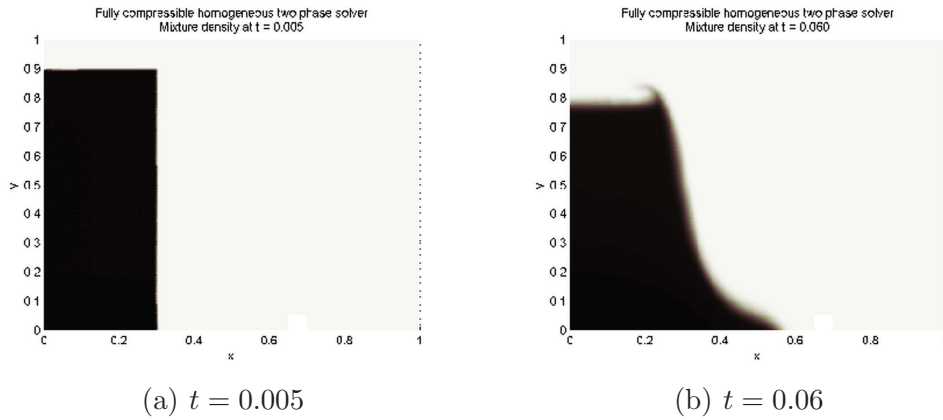 Fully compressible homogeneous two phase solver
Mixture density at t = 0.005
1
0.9
0.8
0.7
0.6
0.5
0.4
0.3
0.2
0.1
0
y
0 0.2 0.4 0.6 0.8 1
x
(a) t = 0.005
Fully compressible homogeneous two phase solver
Mixture density at t = 0.060
1
0.9
0.8
0.7
0.6
0.5
0.4
0.3
0.2
0.1
0
y
0 0.2 0.4 0.6 0.8
x
(b) t = 0.06